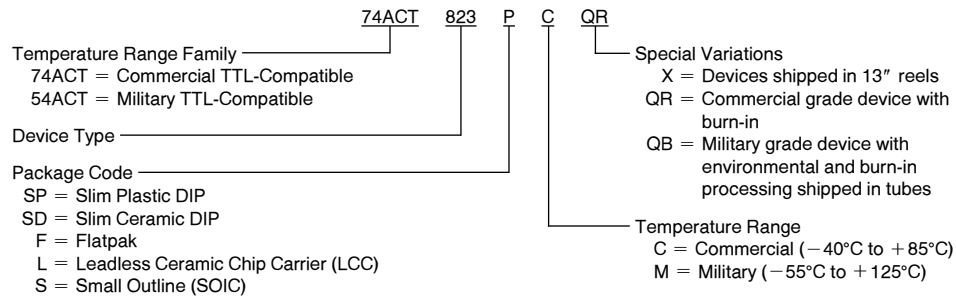 74ACT 823 P C QR
Temperature Range Family
74ACT = Commercial TTL-Compatible
54ACT = Military TTL-Compatible
Device Type
Package Code
SP = Slim Plastic DIP
SD = Slim Ceramic DIP
F = Flatpak
L = Leadless Ceramic Chip Carrier (LCC)
S = Small Outline (SOIC)
Special Variations
X = Devices shipped in 13″ reels
QR = Commercial grade device with
burn-in
QB = Military grade device with
environmental and burn-in
processing shipped in tubes
Temperature Range
C = Commercial (−40°C to +85°C)
M = Military (−55°C to +125°C)